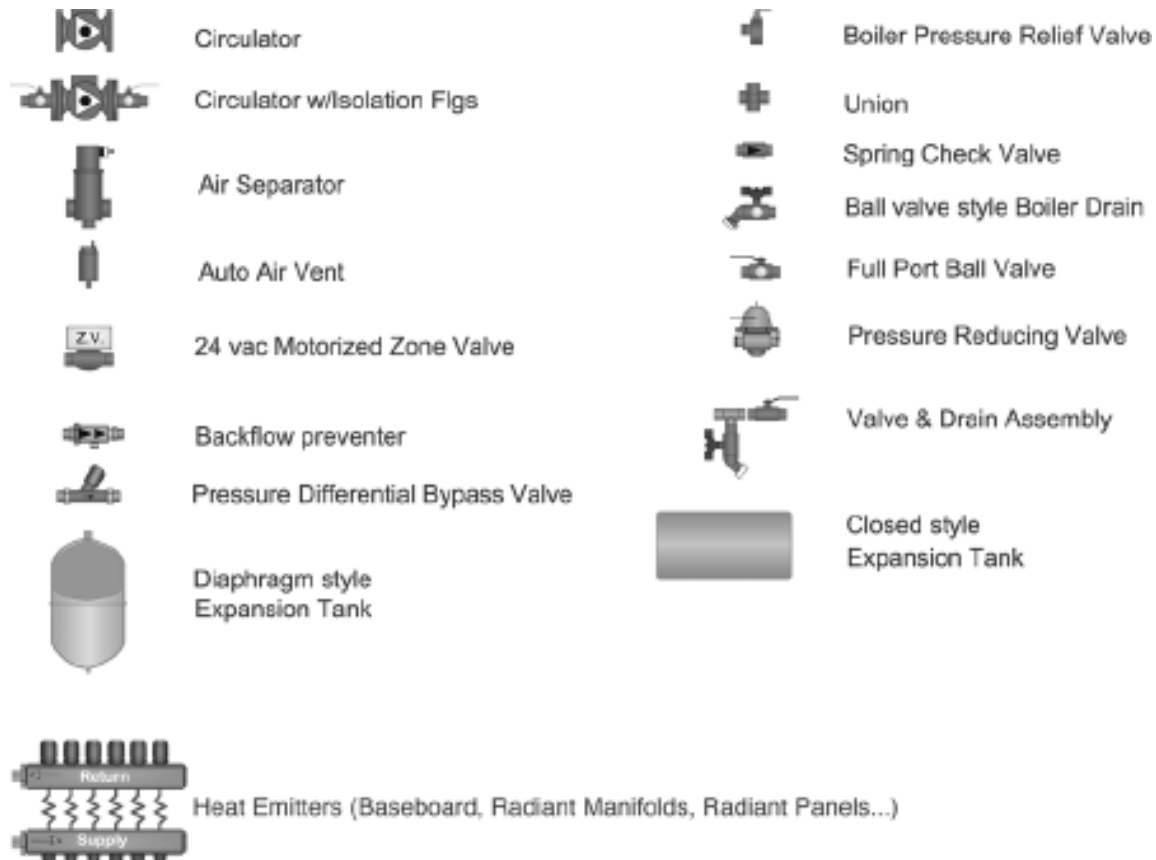 Circulator
Circulator w/Isolation Flgs
Air Separator
Auto Air Vent
Z.V.
24 vac Motorized Zone Valve
Backflow preventer
Pressure Differential Bypass Valve
Diaphragm style
Expansion Tank
Boiler Pressure Relief Valve
Union
Spring Check Valve
Ball valve style Boiler Drain
Full Port Ball Valve
Pressure Reducing Valve
Valve & Drain Assembly
Closed style
Expansion Tank
Return
Heat Emitters (Baseboard, Radiant Manifolds, Radiant Panels...)
Supply